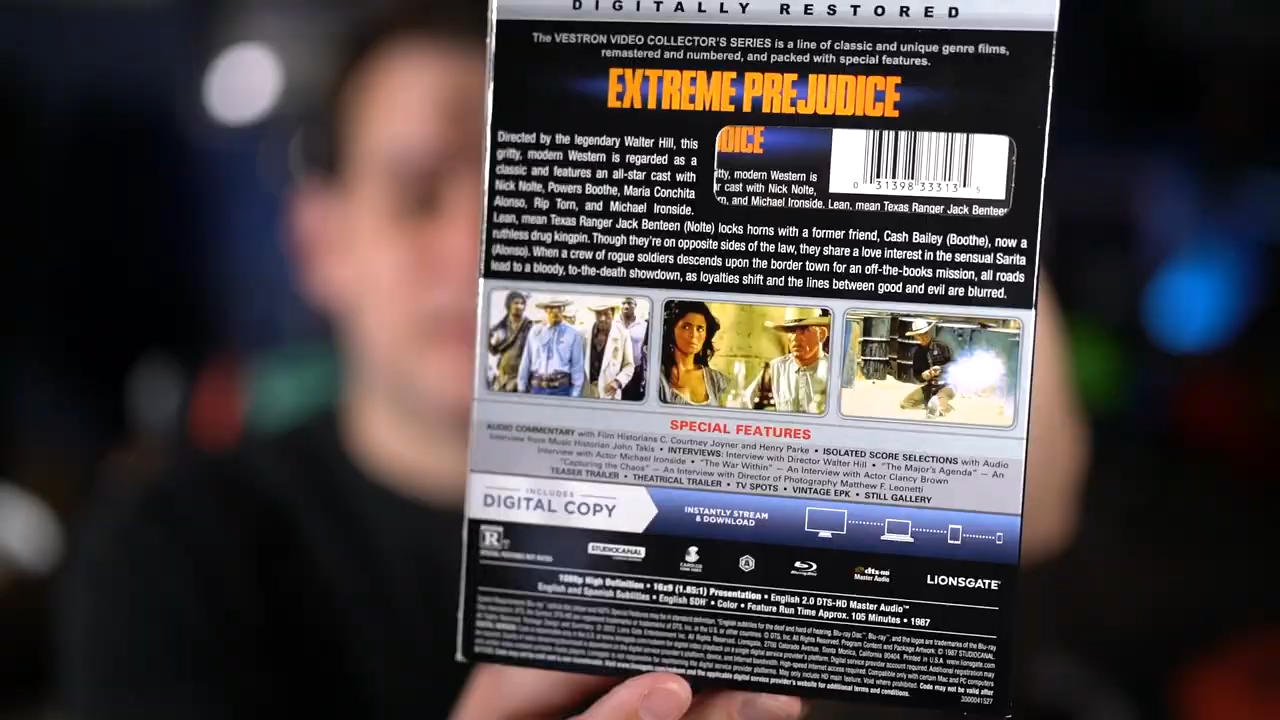 DIGITALLY RESTORED
The VESTRON VIDEO COLLECTOR'S SERIES is a line of classic and unique genre films,
remastered and numbered, and packed with special features.
EXTREME PREJUDICE
Directed by the legendary Walter Hill, this
gritty, modern Western is regarded as a
classic and features an all-star cast with
Nick Nolte, Powers Boothe, María Conchita
Alonso, Rip Torn, and Michael Ironside.
Lean, mean Texas Ranger Jack Benteen (Nolte) locks horns with a former friend, Cash Bailey (Boothe), now a
ruthless drug kingpin. Though they're on opposite sides of the law, they share a love interest in the sensual Sarita
(Alonso). When a crew of rogue soldiers descends upon the border town for an off-the-books mission, all roads
lead to a bloody, to-the-death showdown, as loyalties shift and the lines between good and evil are blurred.
DICE
itty, modern Western is
r cast with Nick Nolte,
rn, and Michael Ironside. Lean, mean Texas Ranger Jack Benteen
0 31398 33313 5
SPECIAL FEATURES
AUDIO COMMENTARY with Film Historians C. Courtney Joyner and Henry Parke • ISOLATED SCORE SELECTIONS with Audio
Interview from Music Historian John Takis • INTERVIEWS: Interview with Director Walter Hill • "The Major's Agenda" — An
Interview with Actor Michael Ironside • "The War Within" — An Interview with Actor Clancy Brown
"Capturing the Chaos" — An Interview with Director of Photography Matthew F. Leonetti
TEASER TRAILER • THEATRICAL TRAILER • TV SPOTS • VINTAGE EPK • STILL GALLERY
INCLUDES
DIGITAL COPY
INSTANTLY STREAM
& DOWNLOAD
R
STUDIOCANAL
Blu-ray Disc
dts-HD
Master Audio
LIONSGATE
1080p High Definition • 16x9 (1.85:1) Presentation • English 2.0 DTS-HD Master Audio™
English and Spanish Subtitles • English SDH* • Color • Feature Run Time Approx. 105 Minutes • 1987
3000041527